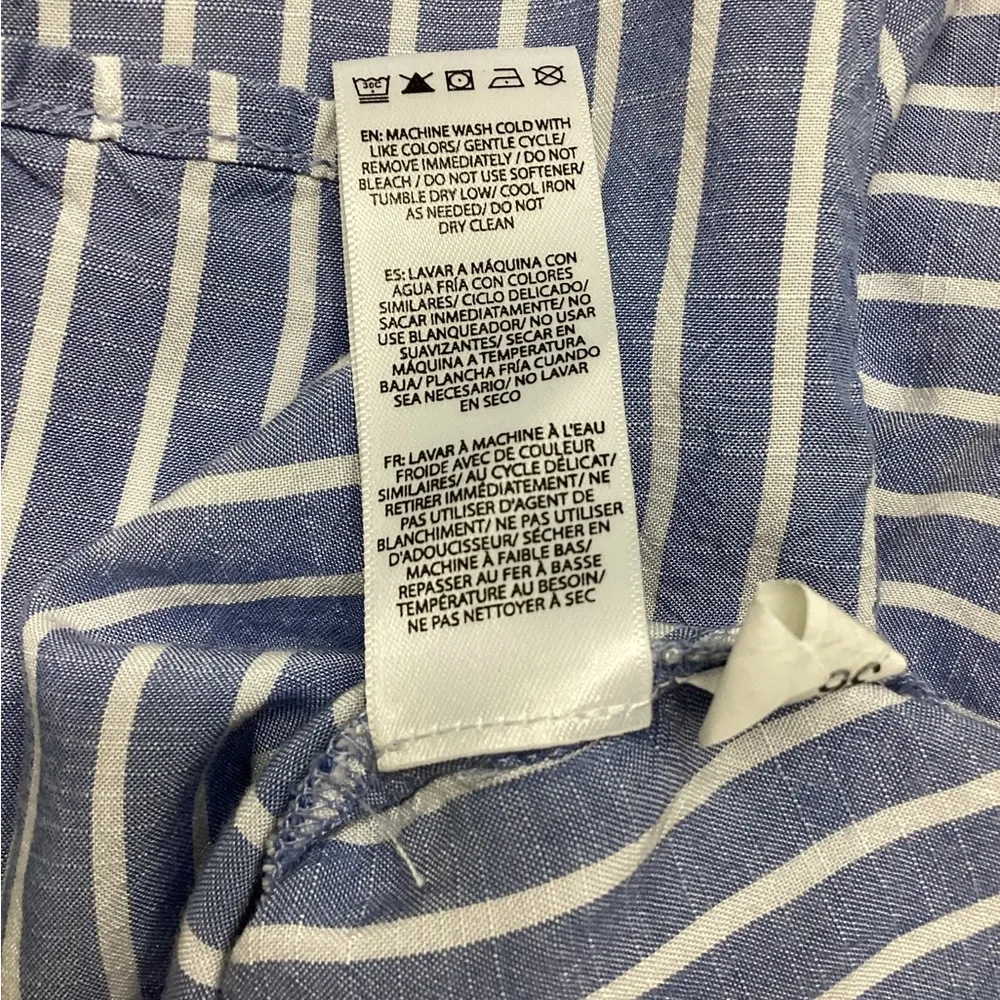 30C
EN: MACHINE WASH COLD WITH
LIKE COLORS/ GENTLE CYCLE/
REMOVE IMMEDIATELY / DO NOT
BLEACH / DO NOT USE SOFTENER/
TUMBLE DRY LOW/ COOL IRON
AS NEEDED/ DO NOT
DRY CLEAN
ES: LAVAR A MÁQUINA CON
AGUA FRÍA CON COLORES
SIMILARES/ CICLO DELICADO/
SACAR INMEDIATAMENTE/ NO
USE BLANQUEADOR/ NO USAR
SUAVIZANTES/ SECAR EN
MÁQUINA A TEMPERATURA
BAJA/ PLANCHA FRÍA CUANDO
SEA NECESARIO/ NO LAVAR
EN SECO
FR: LAVAR À MACHINE À L'EAU
FROIDE AVEC DE COULEUR
SIMILAIRES/ AU CYCLE DÉLICAT/
RETIRER IMMÉDIATEMENT/ NE
PAS UTILISER D'AGENT DE
BLANCHIMENT/ NE PAS UTILISER
D'ADOUCISSEUR/ SÉCHER EN
MACHINE À FAIBLE BAS/
REPASSER AU FER À BASSE
TEMPÉRATURE AU BESOIN/
NE PAS NETTOYER À SEC